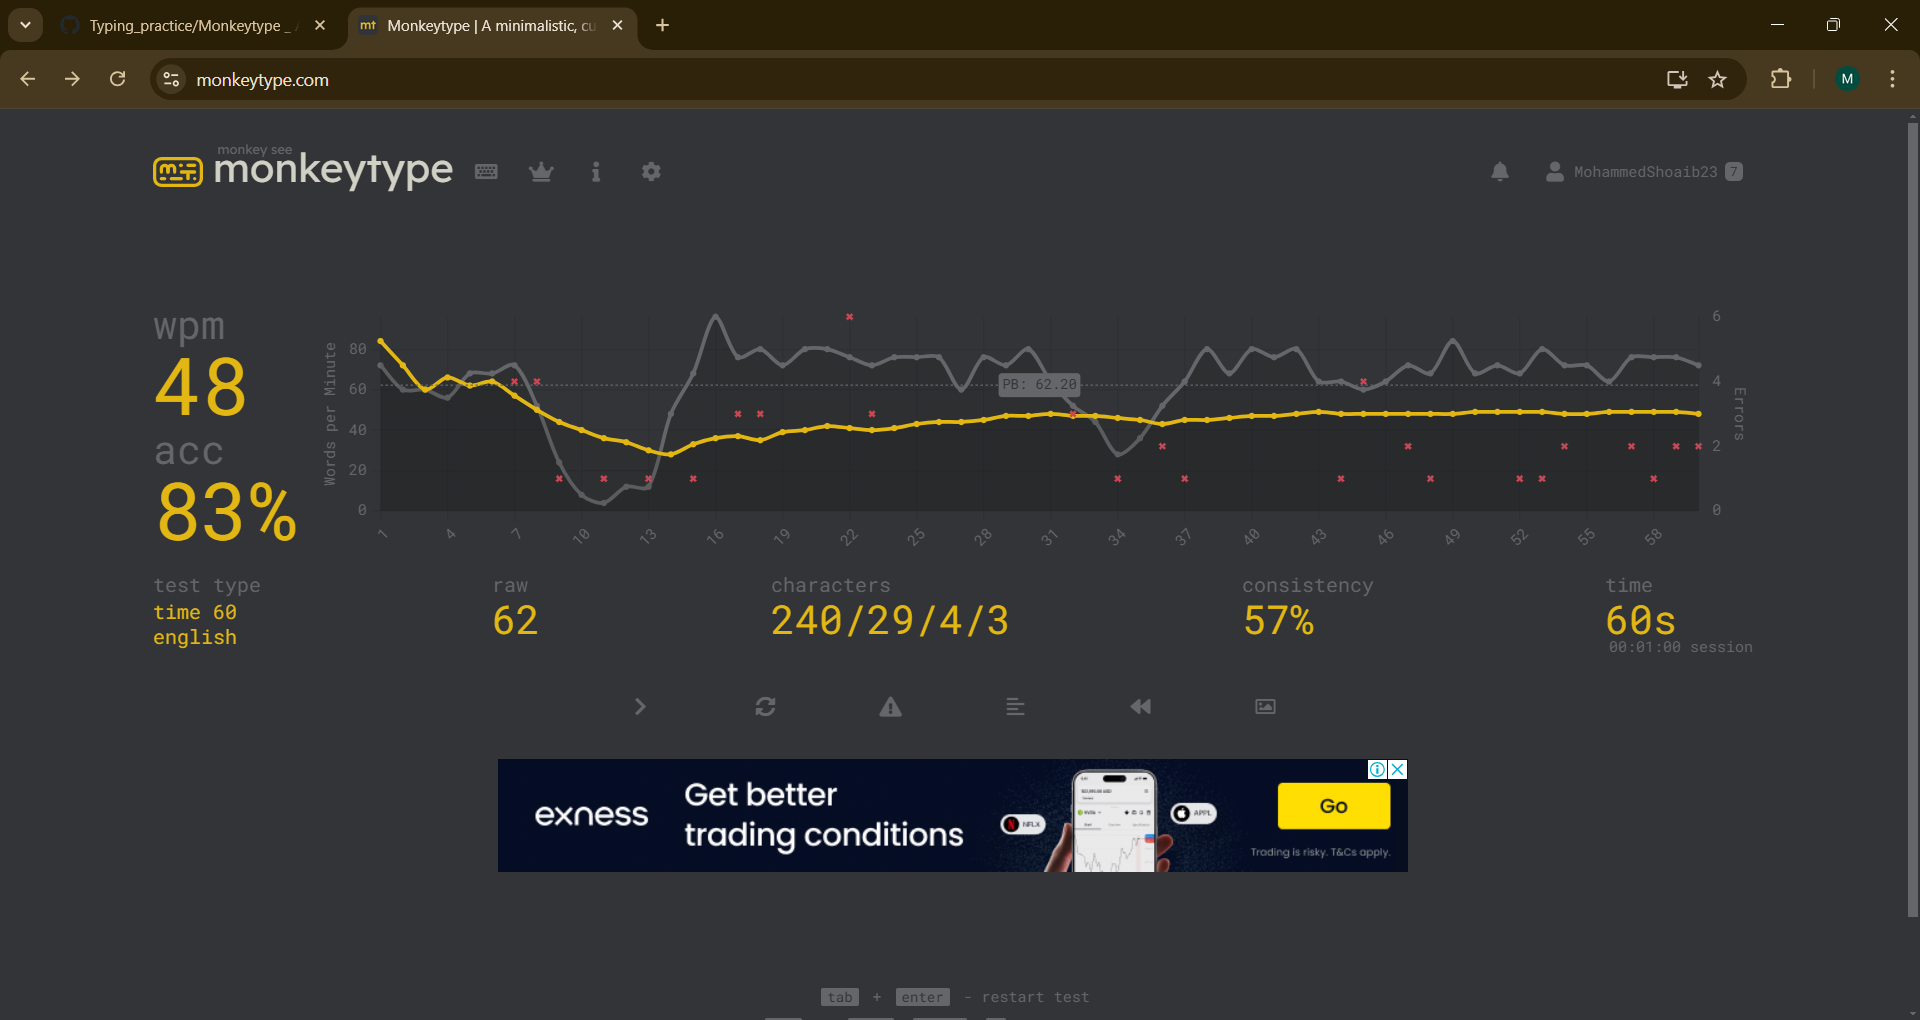 Typing_practice/Monkeytype _
Monkeytype | A minimalistic, cu
monkeytype.com
M
monkey see
monkeytype
MohammedShoaib23 7
wpm
48
acc
83%
Words per Minute
80
60
40
20
0
PB: 62.20
6
4
2
0
Errors
1 4 7 10 13 16 19 22 25 28 31 34 37 40 43 46 49 52 55 58
test type
time 60
english
raw
62
characters
240/29/4/3
consistency
57%
time
60s
00:01:00 session
exness
Get better
trading conditions
NFLX
APPL
Go
Trading is risky. T&Cs apply.
tab + enter - restart test